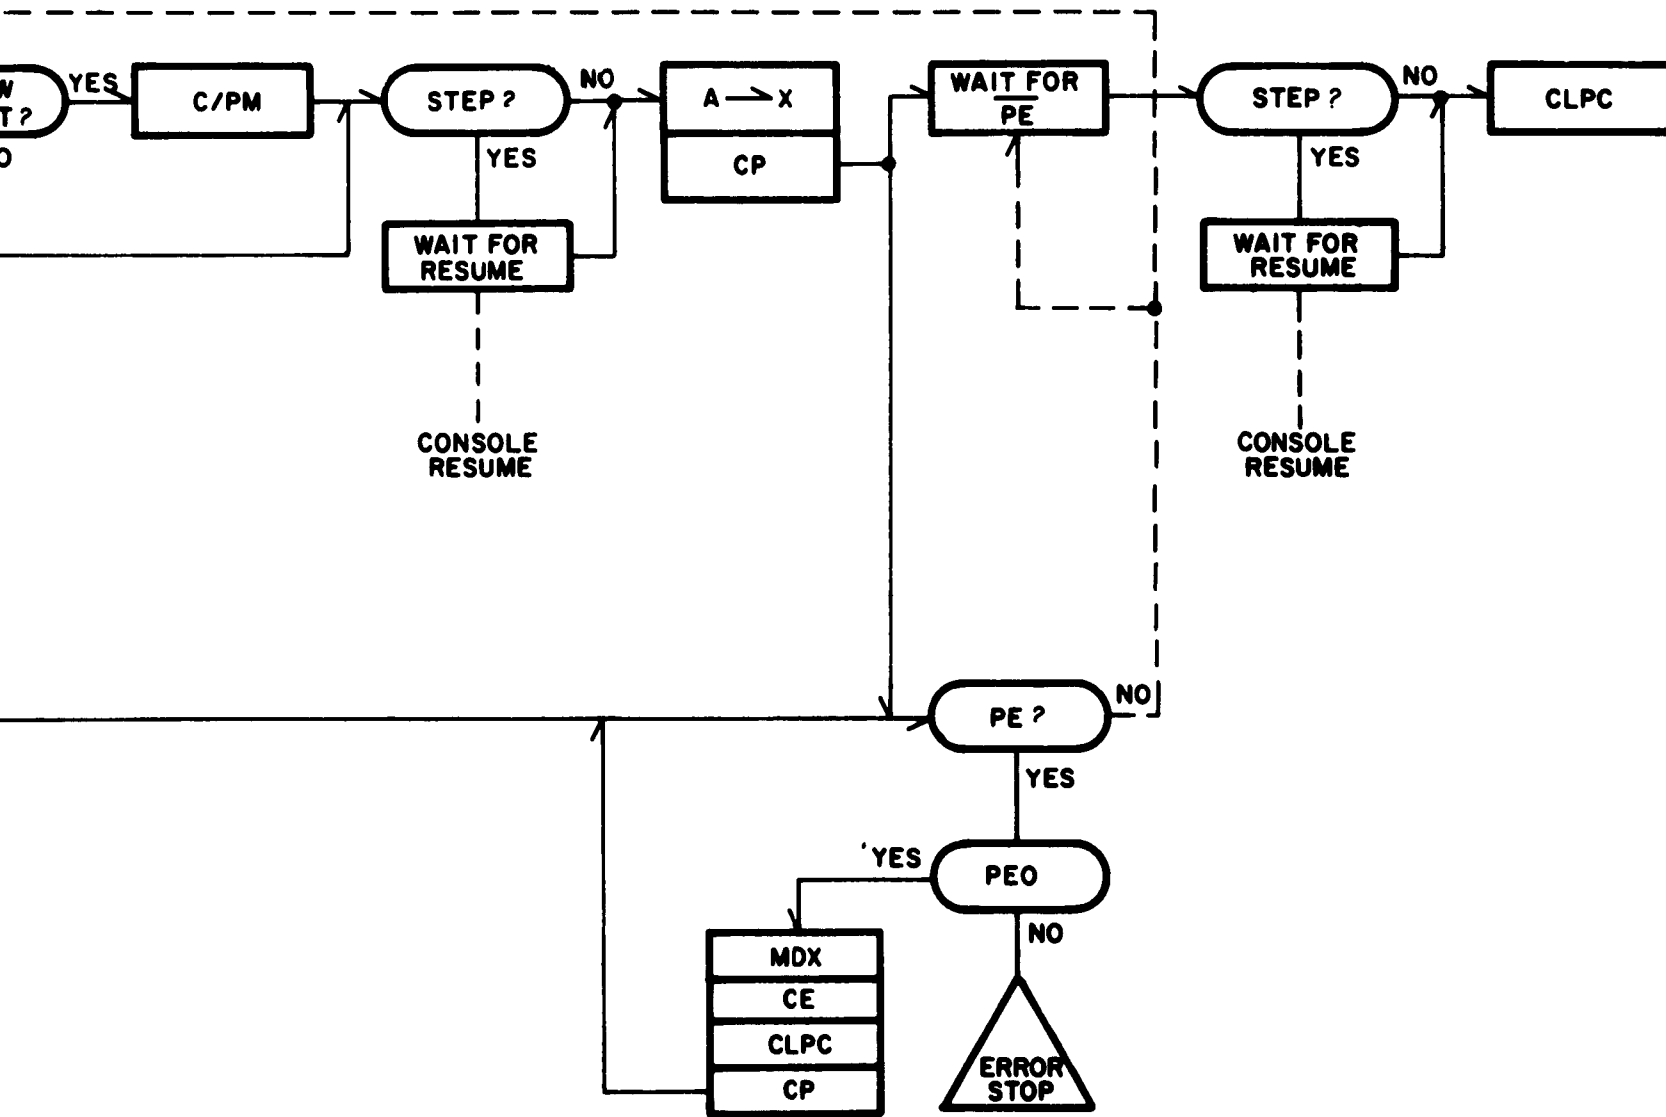 W
T?
O
YES
C/PM
STEP?
NO
YES
WAIT FOR
RESUME
CONSOLE
RESUME
A → X
CP
WAIT FOR
P̅E̅
STEP?
NO
YES
WAIT FOR
RESUME
CONSOLE
RESUME
CLPC
PE?
NO
YES
PEO
YES
NO
MDX
CE
CLPC
CP
ERROR
STOP